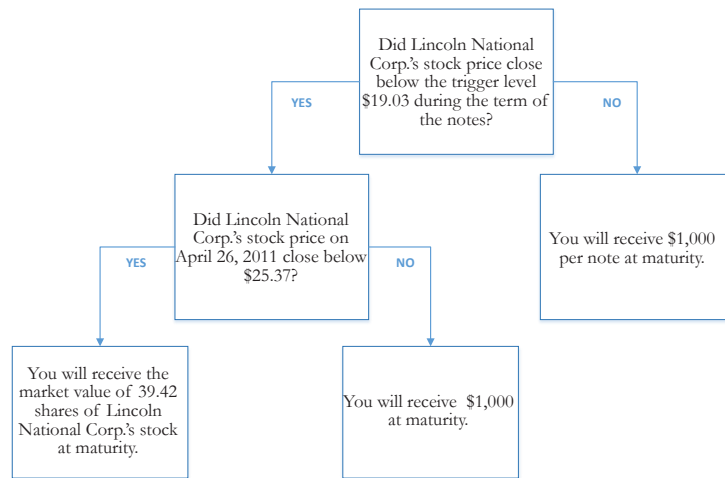 Did Lincoln National
Corp.'s stock price close
below the trigger level
$19.03 during the term of
the notes?
YES
NO
Did Lincoln National
Corp.'s stock price on
April 26, 2011 close below
$25.37?
You will receive $1,000
per note at maturity.
YES
NO
You will receive the
market value of 39.42
shares of Lincoln
National Corp.'s stock
at maturity.
You will receive $1,000
at maturity.